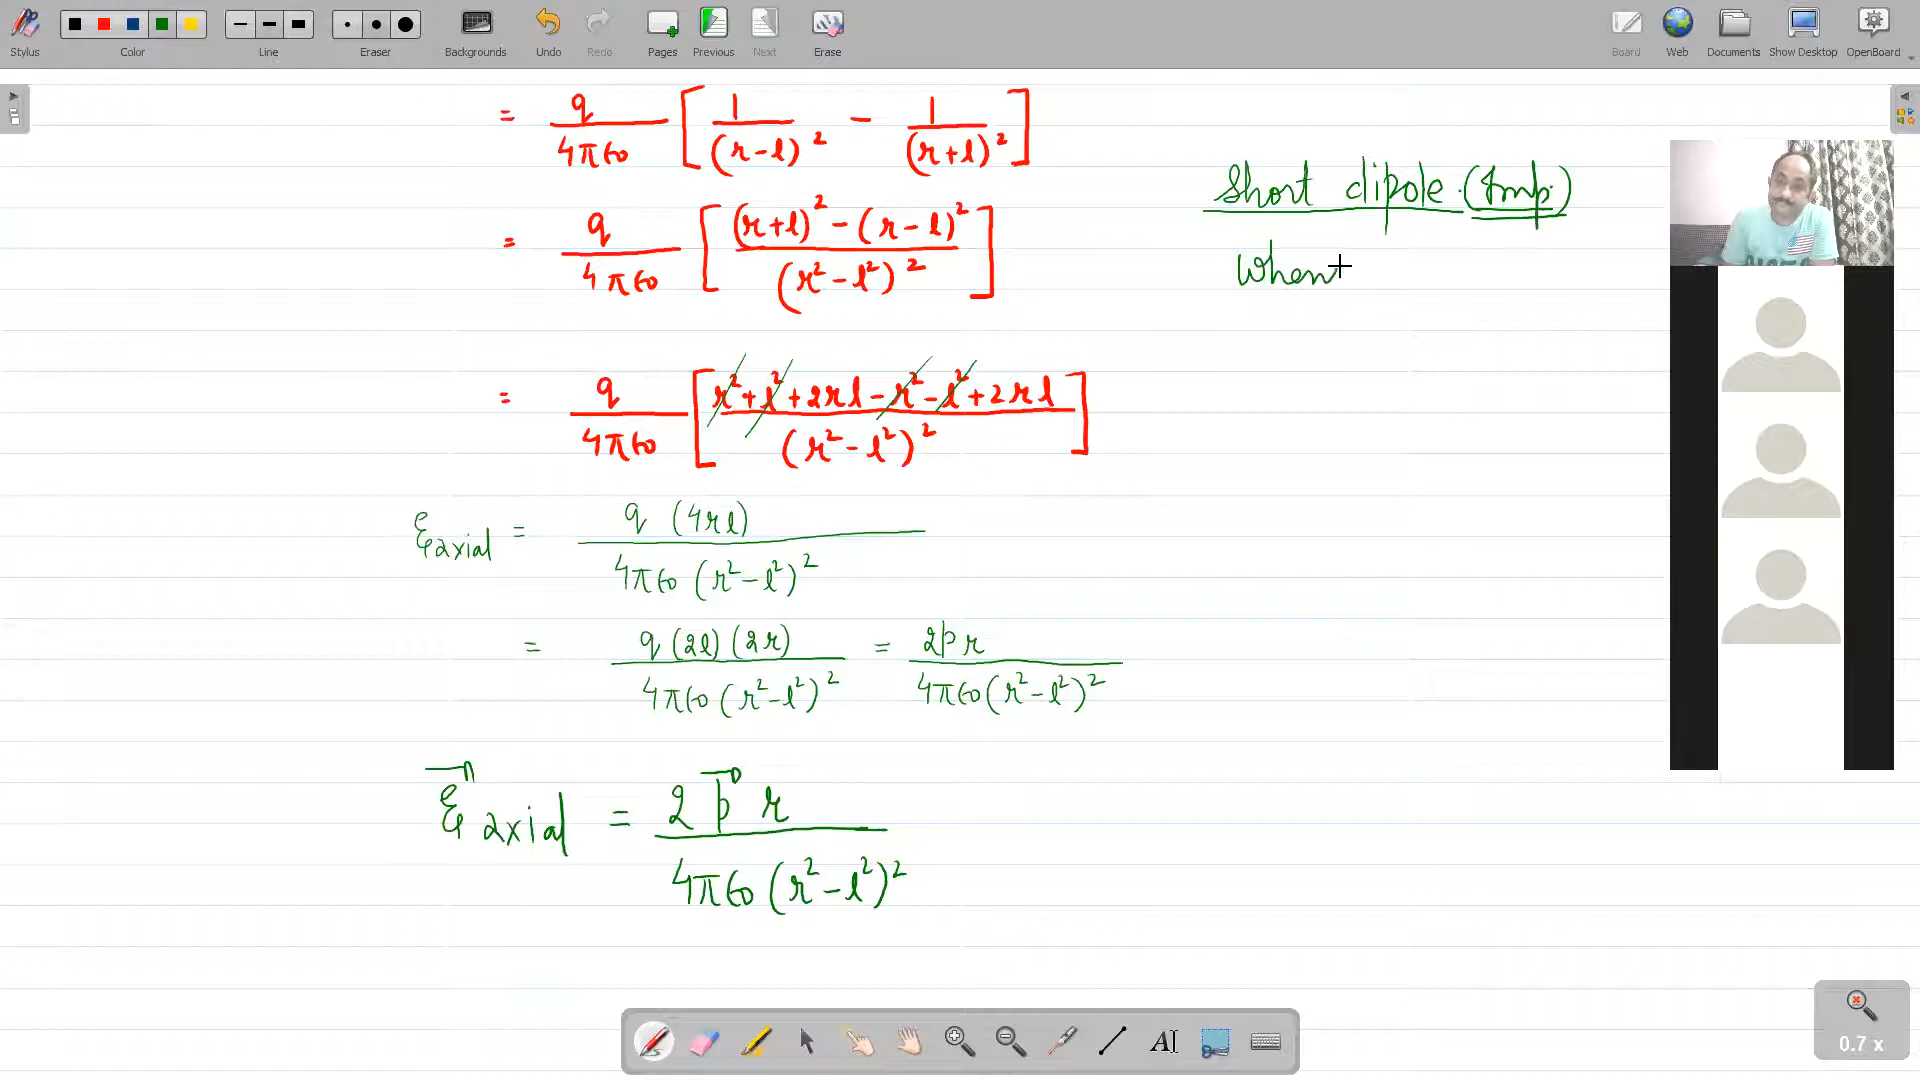 Stylus Color Line Eraser Backgrounds Undo Redo Pages Previous Next Erase Board Web Documents Show Desktop OpenBoard
= q / 4πϵ0 [ 1 / (r-l)² - 1 / (r+l)² ]
= q / 4πϵ0 [ (r+l)² - (r-l)² / (r²-l²)² ]
= q / 4πϵ0 [ r²+l²+2rl-r²-l²+2rl / (r²-l²)² ]
Eaxial = q (4rl) / 4πϵ0 (r²-l²)²
= q (2l) (2r) / 4πϵ0 (r²-l²)² = 2pr / 4πϵ0 (r²-l²)²
E⃗ axial = 2 p⃗ r / 4πϵ0 (r²-l²)²
Short dipole. (Imp.)
When
0.7 x